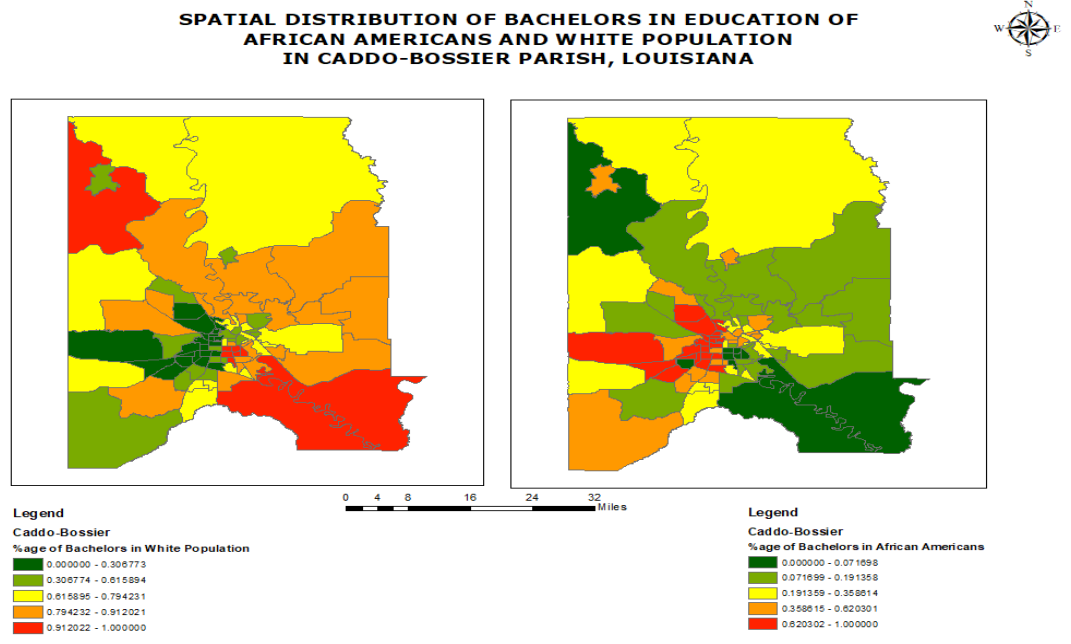 SPATIAL DISTRIBUTION OF BACHELORS IN EDUCATION OF
AFRICAN AMERICANS AND WHITE POPULATION
IN CADDO-BOSSIER PARISH, LOUISIANA
N
W E
S
0 4 8 16 24 32
Miles
Legend
Caddo-Bossier
%age of Bachelors in White Population
0.000000 - 0.306773
0.306774 - 0.615894
0.615895 - 0.794231
0.794232 - 0.912021
0.912022 - 1.000000
Legend
Caddo-Bossier
%age of Bachelors in African Americans
0.000000 - 0.071698
0.071699 - 0.191358
0.191359 - 0.358614
0.358615 - 0.620301
0.620302 - 1.000000